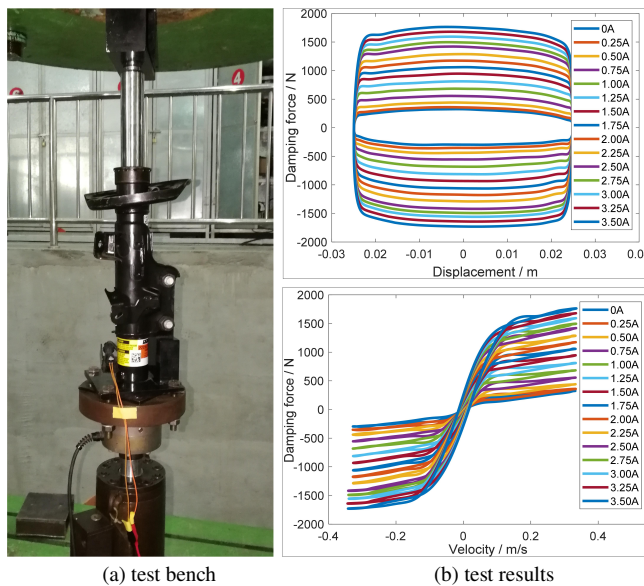 4
2000
1500
1000
500
0
-500
-1000
-1500
-2000
Damping force / N
-0.03 -0.02 -0.01 0 0.01 0.02 0.03 0.0
Displacement / m
0A
0.25A
0.50A
0.75A
1.00A
1.25A
1.50A
1.75A
2.00A
2.25A
2.50A
2.75A
3.00A
3.25A
3.50A
2000
1500
1000
500
0
-500
-1000
-1500
-2000
Damping force / N
-0.4 -0.2 0 0.2 0.4
Velocity / m/s
0A
0.25A
0.50A
0.75A
1.00A
1.25A
1.50A
1.75A
2.00A
2.25A
2.50A
2.75A
3.00A
3.25A
3.50A
(a) test bench
(b) test results